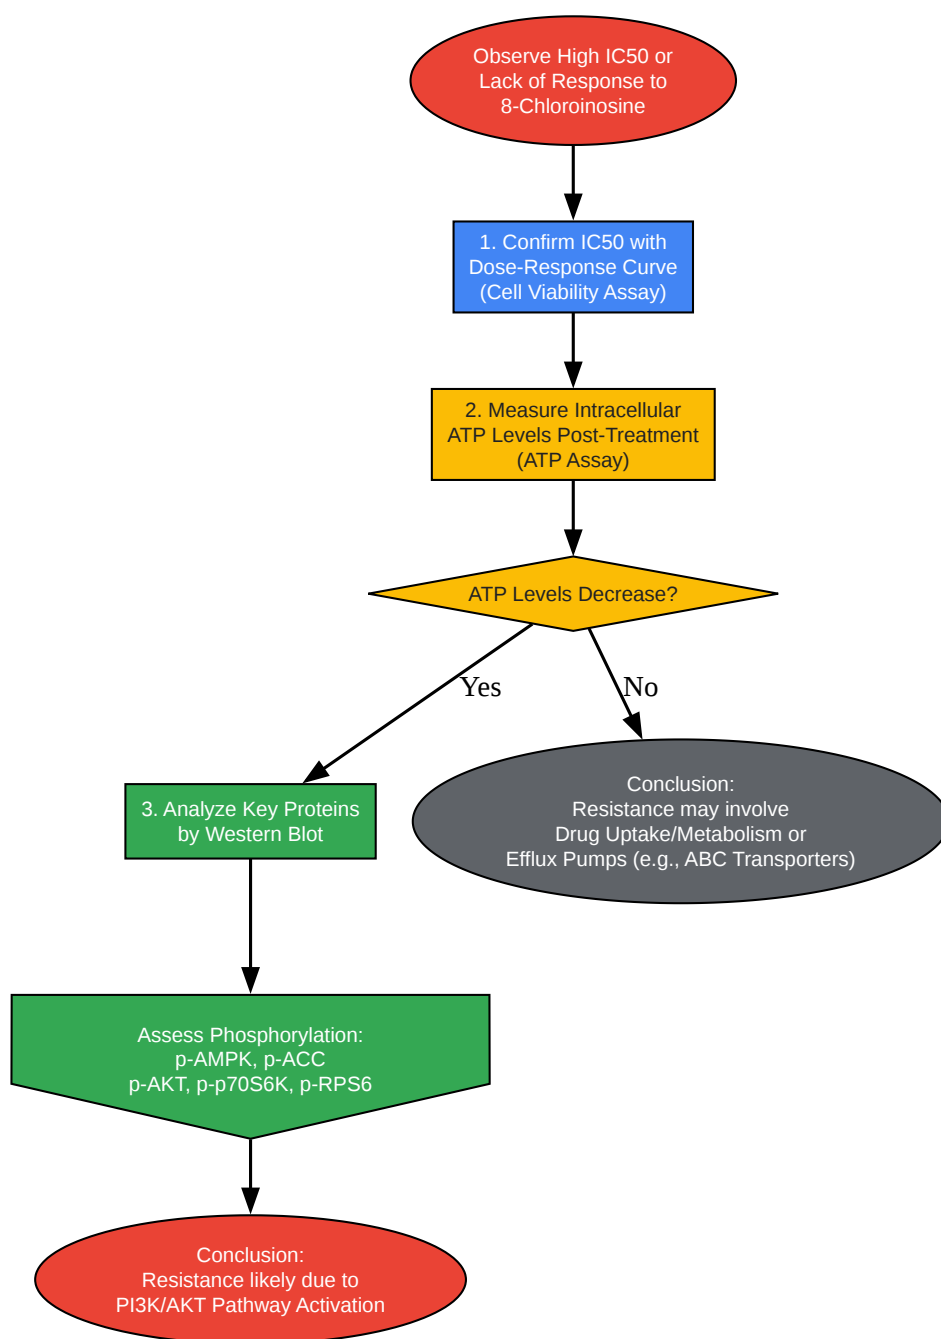 Observe High IC50 or
Lack of Response to
8-Chloroinosine
1. Confirm IC50 with
Dose-Response Curve
(Cell Viability Assay)
2. Measure Intracellular
ATP Levels Post-Treatment
(ATP Assay)
ATP Levels Decrease?
Yes
No
3. Analyze Key Proteins
by Western Blot
Conclusion:
Resistance may involve
Drug Uptake/Metabolism or
Efflux Pumps (e.g., ABC Transporters)
Assess Phosphorylation:
p-AMPK, p-ACC
p-AKT, p-p70S6K, p-RPS6
Conclusion:
Resistance likely due to
PI3K/AKT Pathway Activation